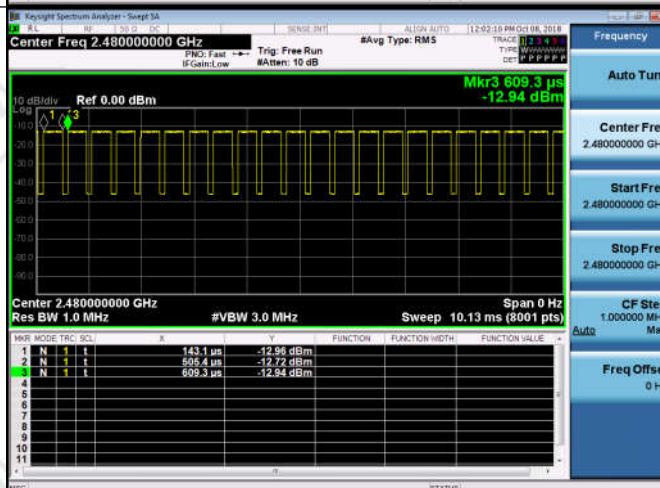 Keysight Spectrum Analyzer - Swept SA
RL RF 50 Ω DC SENSE:INT ALIGN AUTO 12:02:10 PM Oct 08, 2018
Center Freq 2.480000000 GHz
PNO: Fast
IFGain:Low
Trig: Free Run
#Atten: 10 dB
#Avg Type: RMS
TRACE 1 2 3 4 5 6
TYPE WWWWWW
DET P P P P P P
Mkr3 609.3 µs
-12.94 dBm
10 dB/div Ref 0.00 dBm
Log
-10.0
-20.0
-30.0
-40.0
-50.0
-60.0
-70.0
-80.0
-90.0
1 3
Center 2.480000000 GHz Span 0 Hz
Res BW 1.0 MHz #VBW 3.0 MHz Sweep 10.13 ms (8001 pts)
MKR MODE TRC SCL X Y FUNCTION FUNCTION WIDTH FUNCTION VALUE
1 N 1 t 143.1 µs -12.96 dBm
2 N 1 t 505.4 µs -12.72 dBm
3 N 1 t 609.3 µs -12.94 dBm
4
5
6
7
8
9
10
11
MSG STATUS
Frequency
Auto Tun
Center Fre
2.480000000 GH
Start Fre
2.480000000 GH
Stop Fre
2.480000000 GH
CF Ste
1.000000 MH
Auto Ma
Freq Offse
0 H